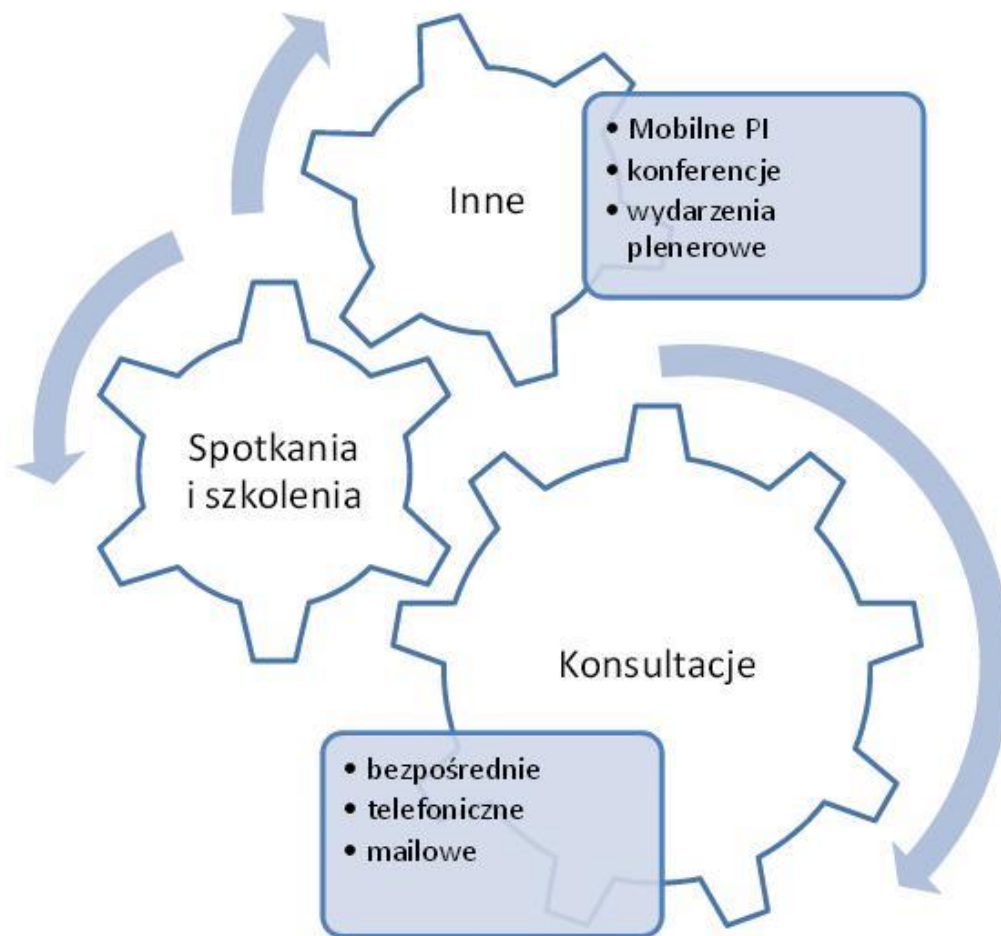 Inne
• Mobilne PI
• konferencje
• wydarzenia
plenerowe
Spotkania
i szkolenia
Konsultacje
• bezpośrednie
• telefoniczne
• mailowe